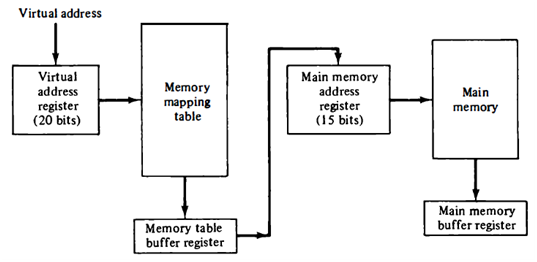 Virtual address
Virtual
address
register
(20 bits)
Memory
mapping
table
Memory table
buffer register
Main memory
address
register
(15 bits)
Main
memory
Main memory
buffer register